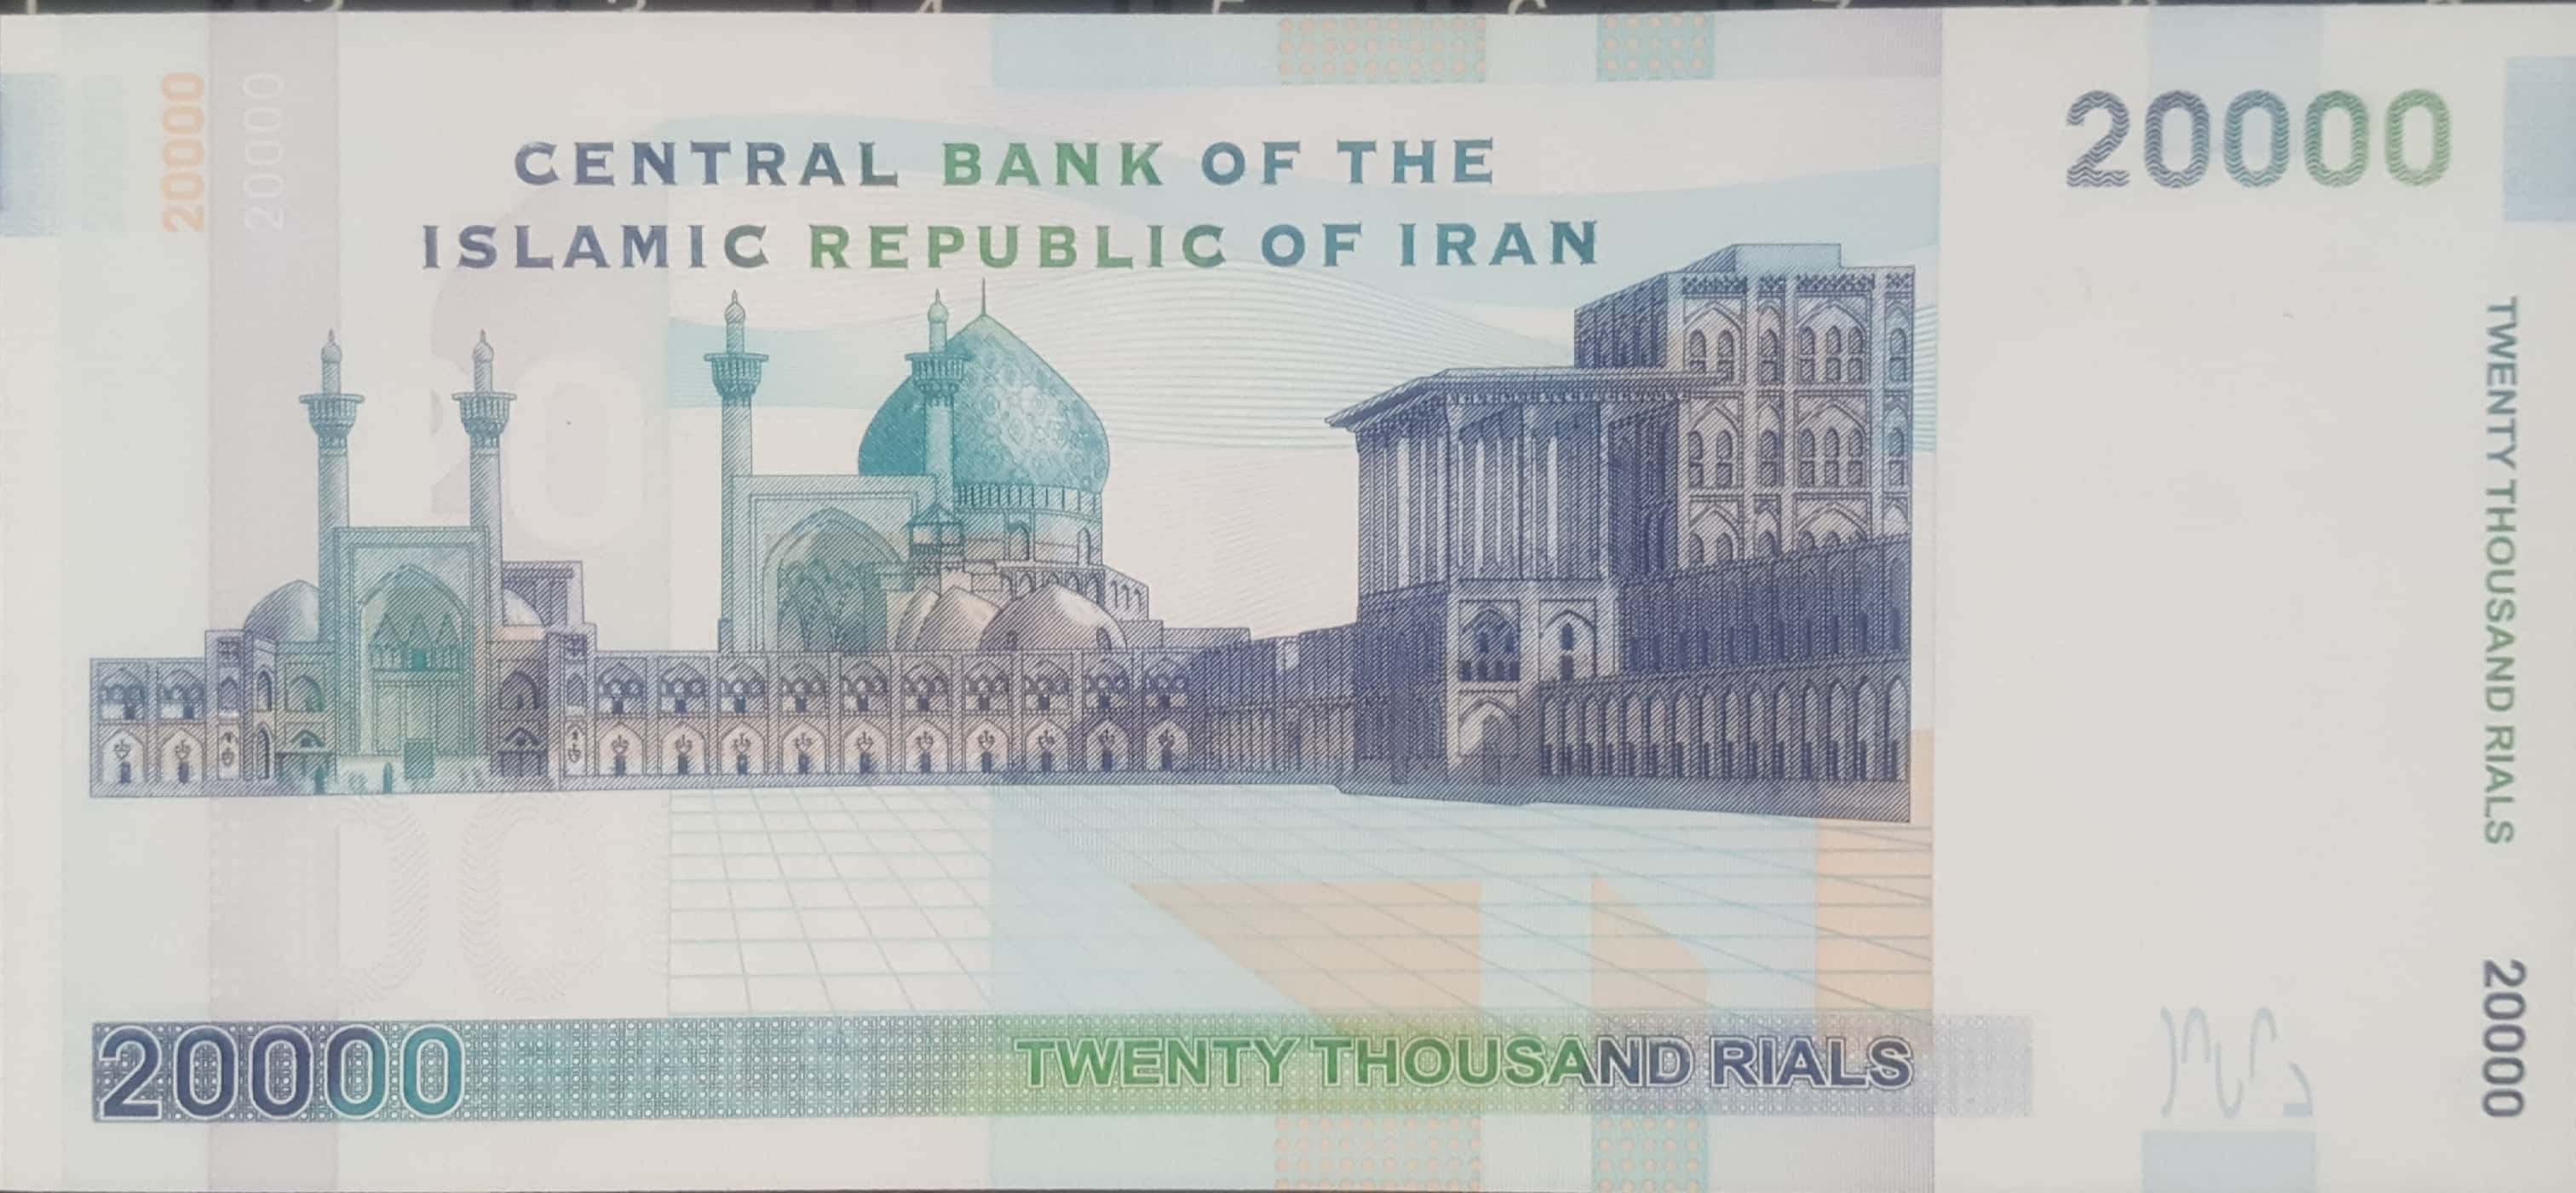 20000
20000
CENTRAL BANK OF THE
ISLAMIC REPUBLIC OF IRAN
20000
TWENTY THOUSAND RIALS
20000
20000
TWENTY THOUSAND RIALS